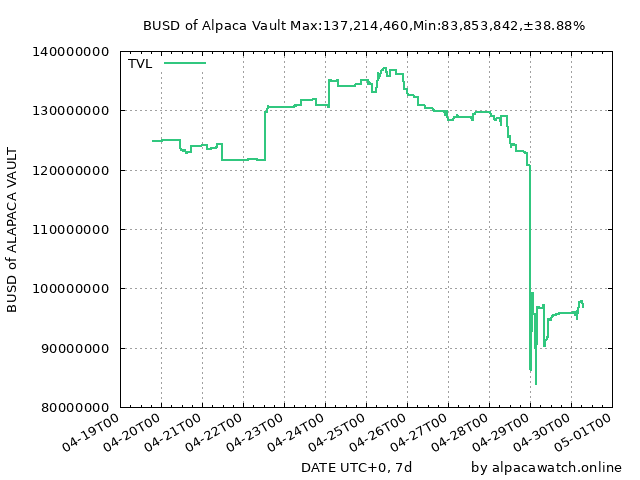 BUSD of Alpaca Vault Max:137,214,460,Min:83,853,842,±38.88%
TVL
140000000
130000000
120000000
110000000
100000000
90000000
80000000
BUSD of ALAPACA VAULT
04-19T00
04-20T00
04-21T00
04-22T00
04-23T00
04-24T00
04-25T00
04-26T00
04-27T00
04-28T00
04-29T00
04-30T00
05-01T00
DATE UTC+0, 7d
by alpacawatch.online